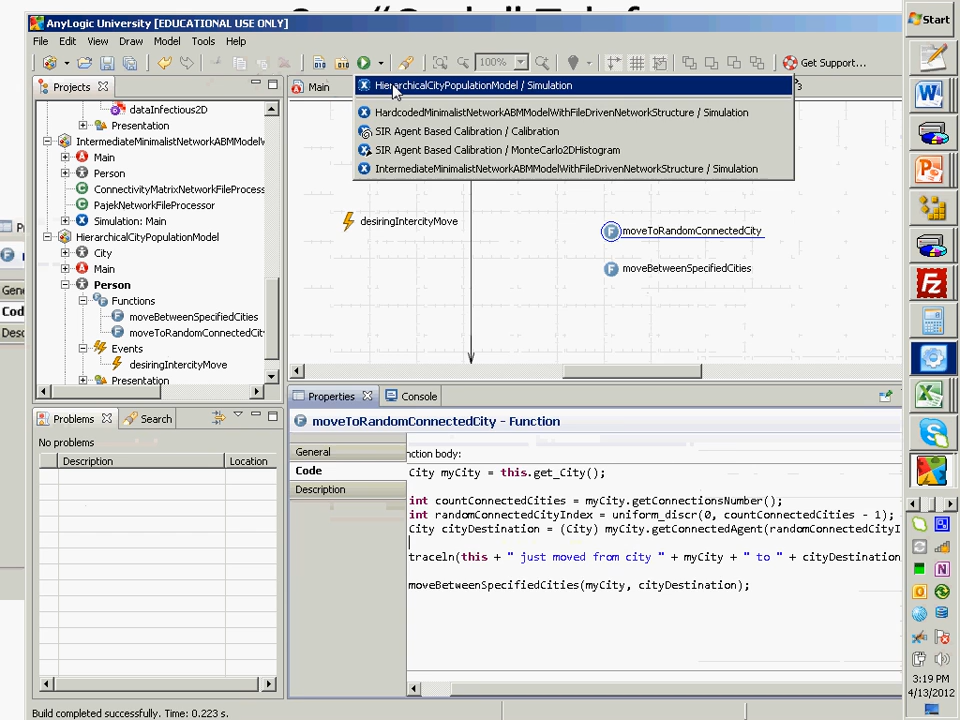 AnyLogic University [EDUCATIONAL USE ONLY]
Start
File Edit View Draw Model Tools Help
100%
Get Support...
Projects
Main
HierarchicalCityPopulationModel / Simulation
HardcodedMinimalistNetworkABMModelWithFileDrivenNetworkStructure / Simulation
SIR Agent Based Calibration / Calibration
SIR Agent Based Calibration / MonteCarlo2DHistogram
IntermediateMinimalistNetworkABMModelWithFileDrivenNetworkStructure / Simulation
3
dataInfectious2D
Presentation
IntermediateMinimalistNetworkABMModelW
Main
Person
ConnectivityMatrixNetworkFileProcess
PajekNetworkFileProcessor
Simulation: Main
HierarchicalCityPopulationModel
City
Main
Person
Functions
moveBetweenSpecifiedCities
moveToRandomConnectedCit
Events
desiringIntercityMove
Presentation
desiringIntercityMove
moveToRandomConnectedCity
moveBetweenSpecifiedCities
Pr
Gen
Cod
Desc
Problems
Search
No problems
Description
Location
Properties
Console
moveToRandomConnectedCity - Function
General
Code
Description
nction body:
City myCity = this.get_City();
int countConnectedCities = myCity.getConnectionsNumber();
int randomConnectedCityIndex = uniform_discr(0, countConnectedCities - 1);
City cityDestination = (City) myCity.getConnectedAgent(randomConnectedCityI
traceln(this + " just moved from city " + myCity + " to " + cityDestination
moveBetweenSpecifiedCities(myCity, cityDestination);
Build completed successfully. Time: 0.223 s.
3:19 PM
4/13/2012